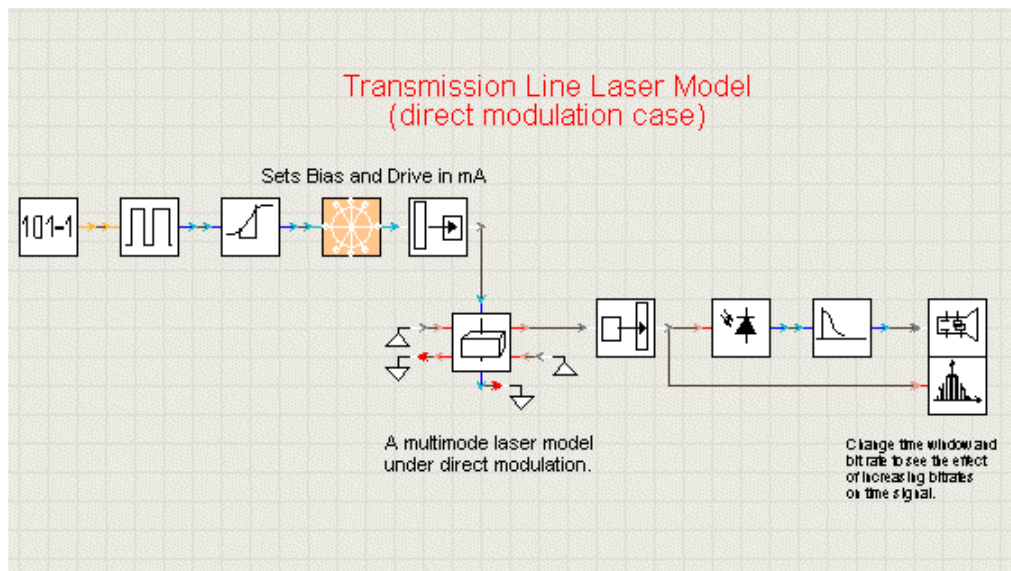 Transmission Line Laser Model
(direct modulation case)
Sets Bias and Drive in mA
101-1
A multimode laser model
under direct modulation.
Change time window and
bit rate to see the effect
of increasing bitrates
on time signal.